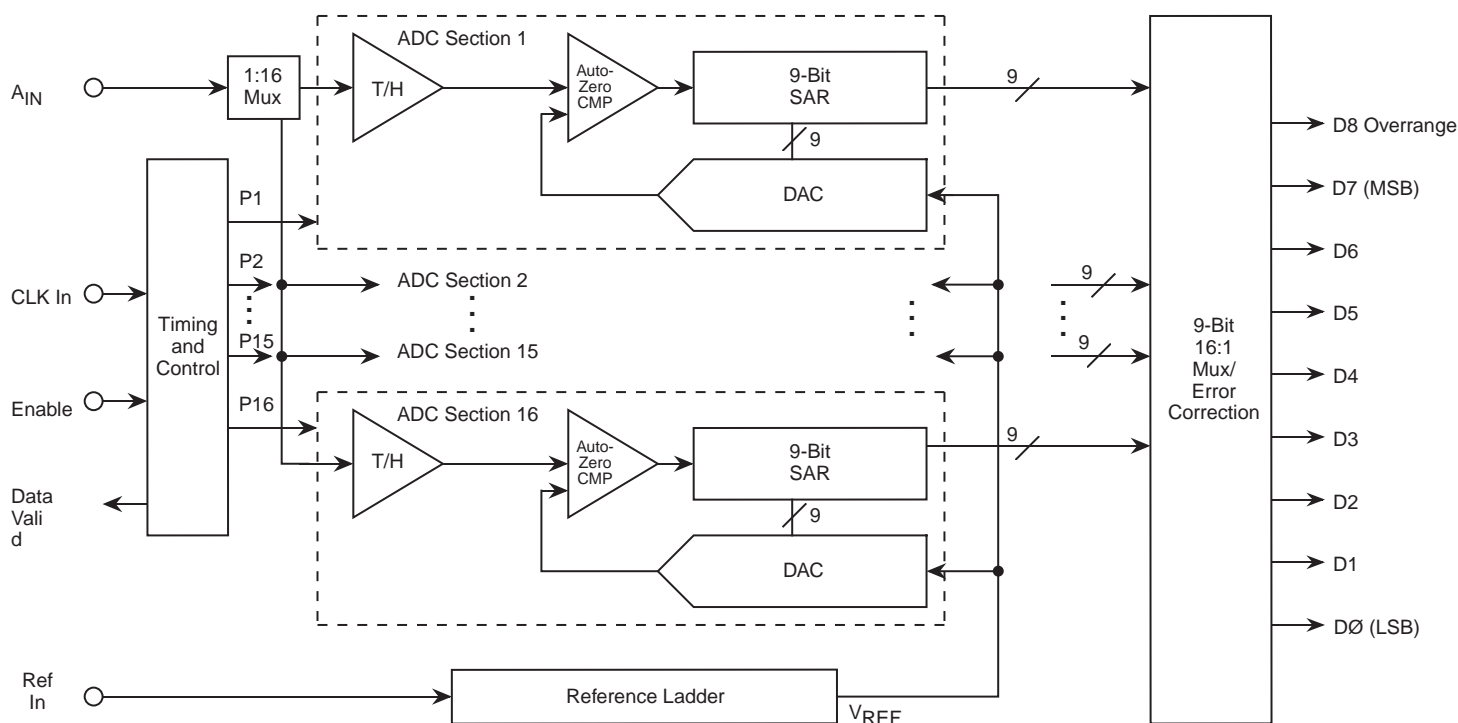 ADC Section 1
A_IN
1:16
Mux
T/H
Auto-
Zero
CMP
9-Bit
SAR
9
9
DAC
P1
P2
P15
P16
CLK In
Enable
Data
Vali
d
Timing
and
Control
ADC Section 2
ADC Section 15
9
9
ADC Section 16
T/H
Auto-
Zero
CMP
9-Bit
SAR
9
9
DAC
9-Bit
16:1
Mux/
Error
Correction
D8 Overrange
D7 (MSB)
D6
D5
D4
D3
D2
D1
DØ (LSB)
Ref
In
Reference Ladder
V_REF